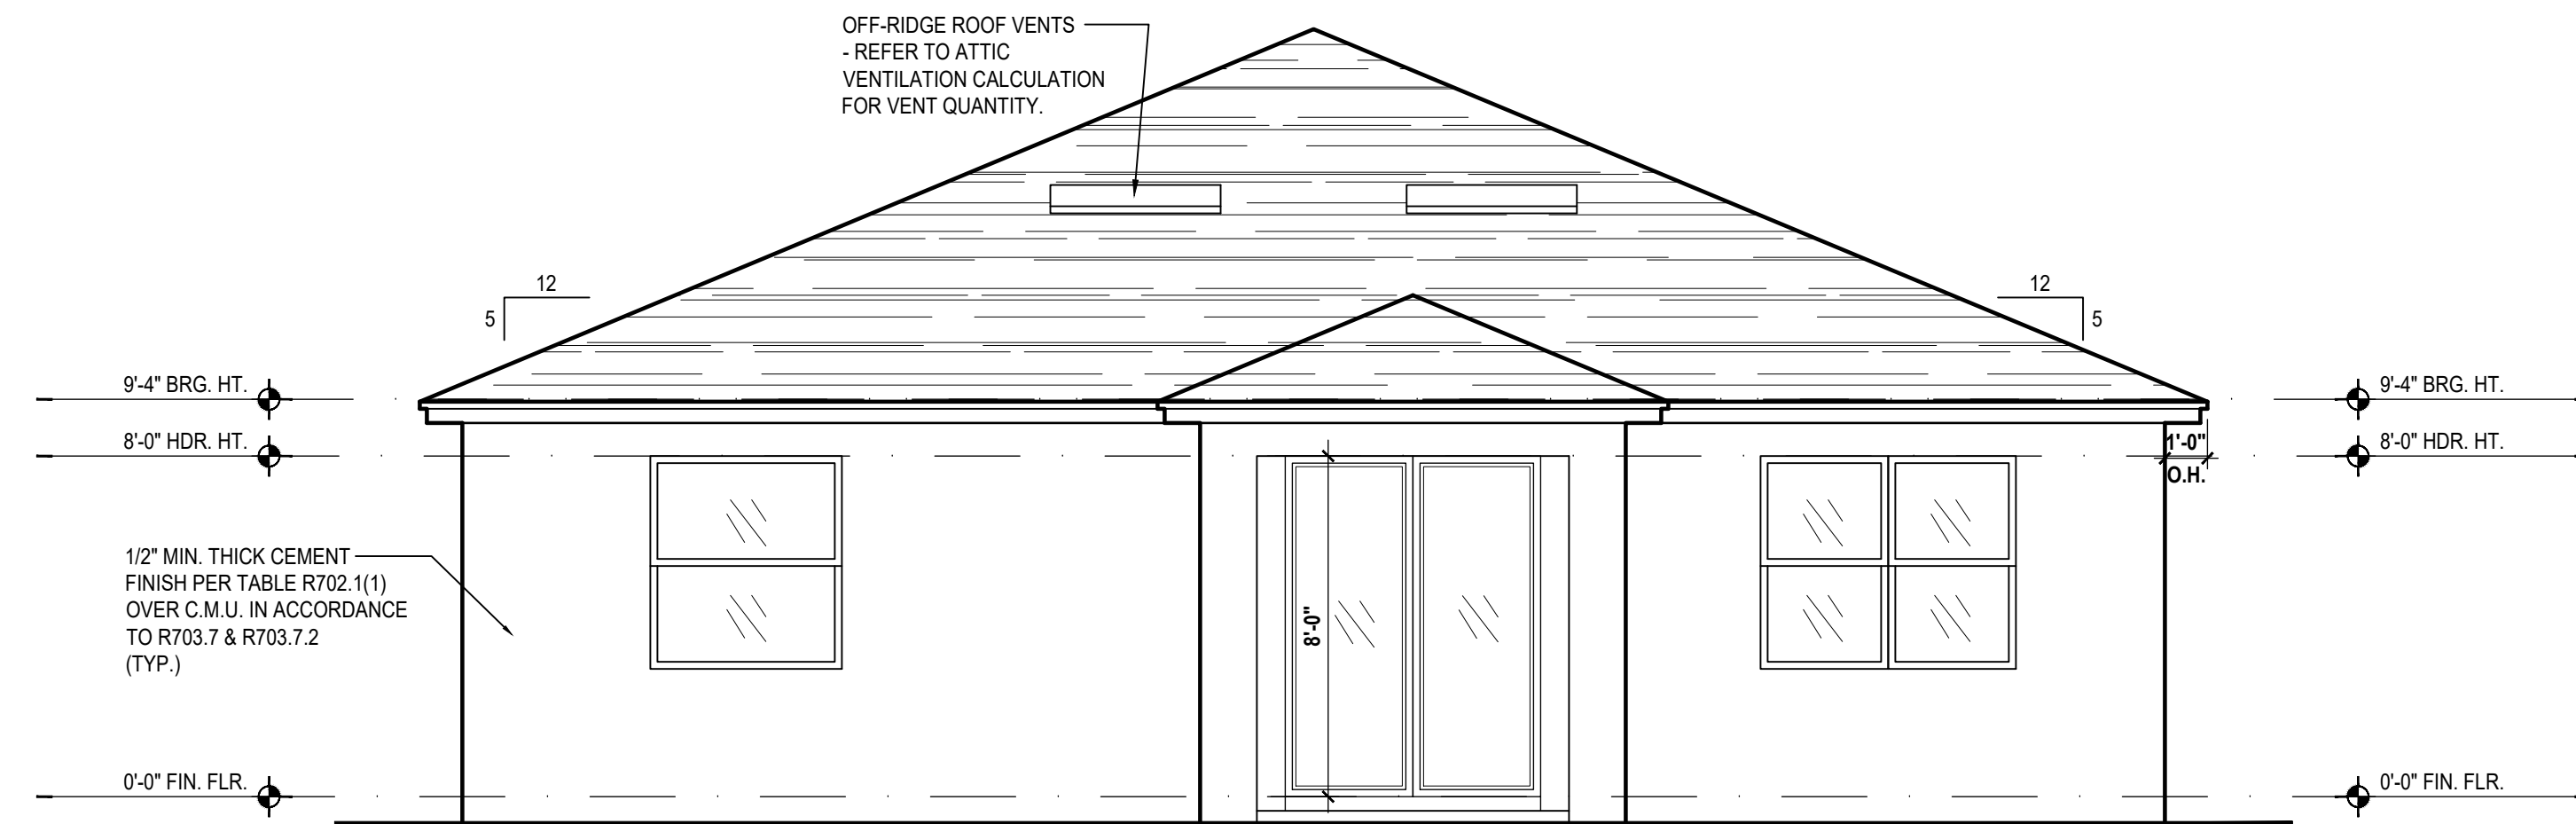 OFF-RIDGE ROOF VENTS
- REFER TO ATTIC
VENTILATION CALCULATION
FOR VENT QUANTITY.
12
5
12
5
9'-4" BRG. HT.
9'-4" BRG. HT.
8'-0" HDR. HT.
8'-0" HDR. HT.
1'-0"
O.H.
1/2" MIN. THICK CEMENT
FINISH PER TABLE R702.1(1)
OVER C.M.U. IN ACCORDANCE
TO R703.7 & R703.7.2
(TYP.)
8'-0"
0'-0" FIN. FLR.
0'-0" FIN. FLR.